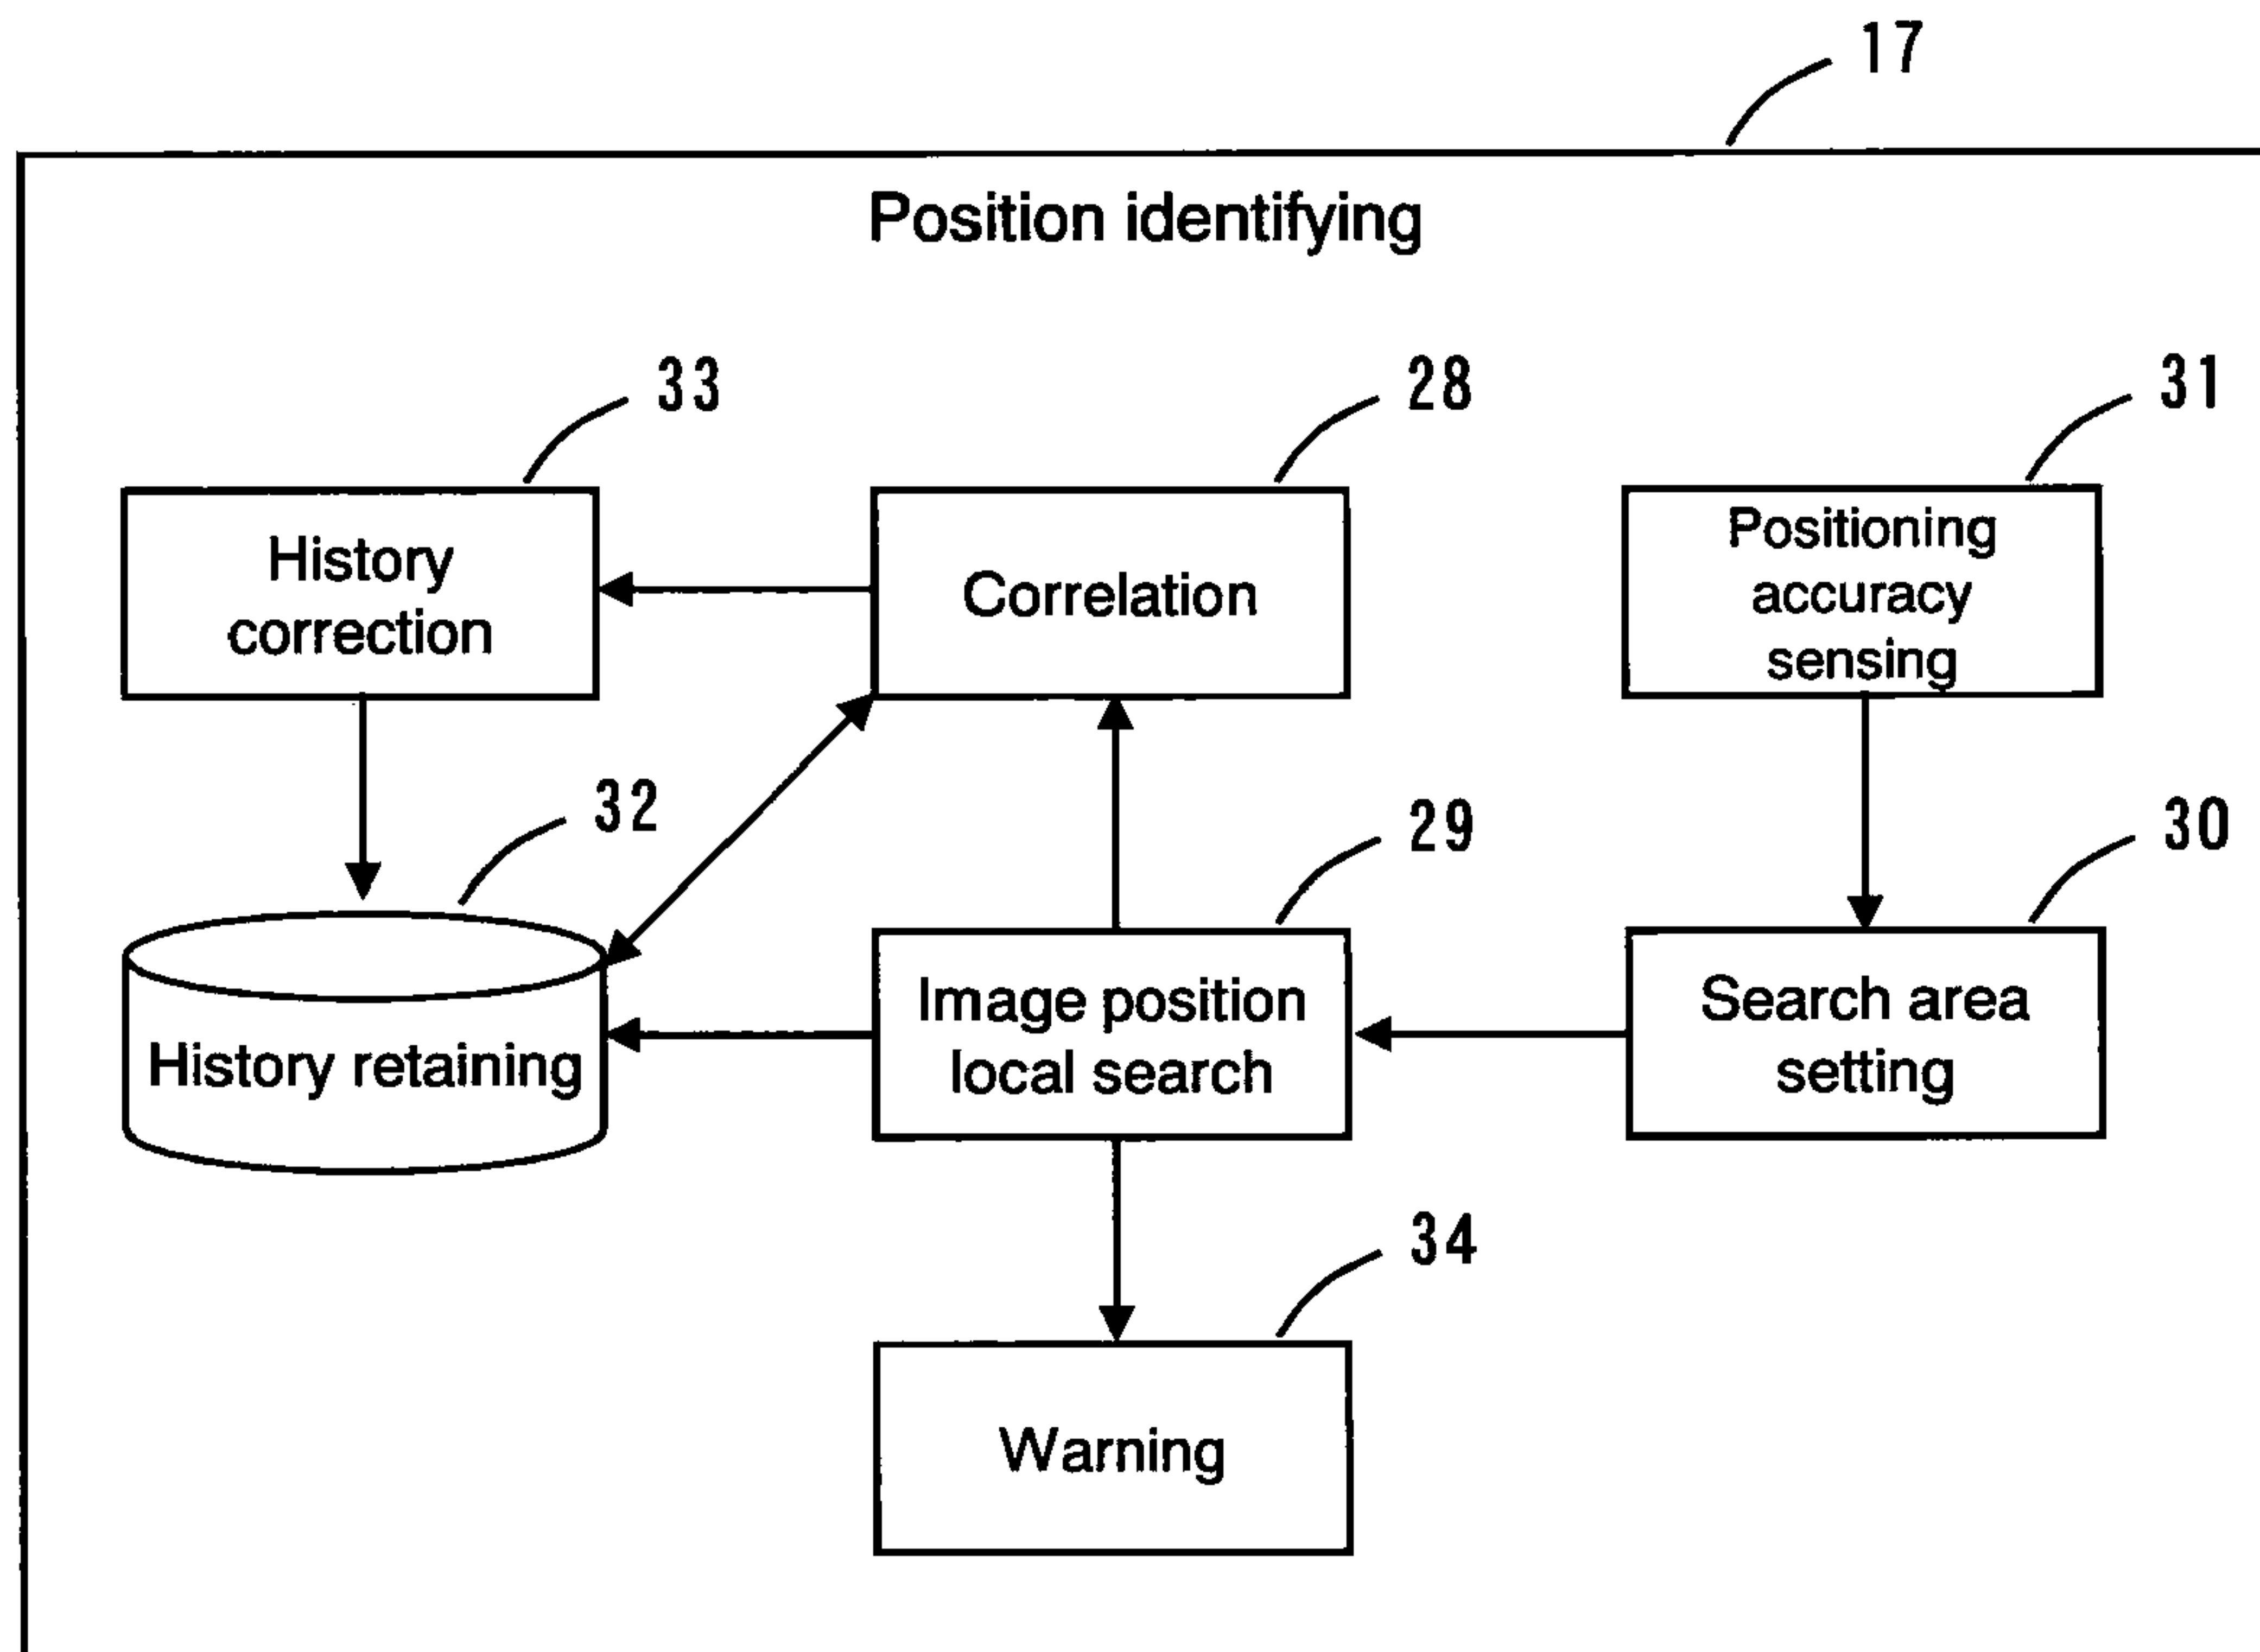 17
Position identifying
33
28
31
History
correction
Correlation
Positioning
accuracy
sensing
32
29
30
History retaining
Image position
local search
Search area
setting
34
Warning